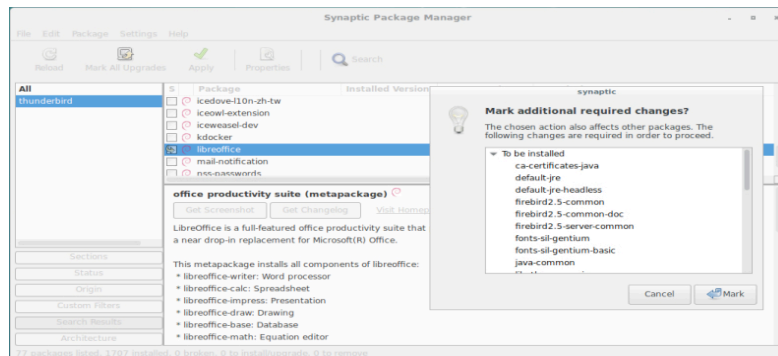 Synaptic Package Manager
File Edit Package Settings Help
Reload Mark All Upgrades Apply Properties Search
All
thunderbird
S Package Installed Version
icedove-l10n-zh-tw
iceowl-extension
iceweasel-dev
kdocker
libreoffice
mail-notification
nss-passwords
office productivity suite (metapackage)
Get Screenshot Get Changelog Visit Homep
LibreOffice is a full-featured office productivity suite that
a near drop-in replacement for Microsoft(R) Office.
This metapackage installs all components of libreoffice:
* libreoffice-writer: Word processor
* libreoffice-calc: Spreadsheet
* libreoffice-impress: Presentation
* libreoffice-draw: Drawing
* libreoffice-base: Database
* libreoffice-math: Equation editor
Sections
Status
Origin
Custom Filters
Search Results
Architecture
77 packages listed, 1707 installed, 0 broken, 0 to install/upgrade, 0 to remove
synaptic
Mark additional required changes?
The chosen action also affects other packages. The
following changes are required in order to proceed.
To be installed
ca-certificates-java
default-jre
default-jre-headless
firebird2.5-common
firebird2.5-common-doc
firebird2.5-server-common
fonts-sil-gentium
fonts-sil-gentium-basic
java-common
Cancel Mark